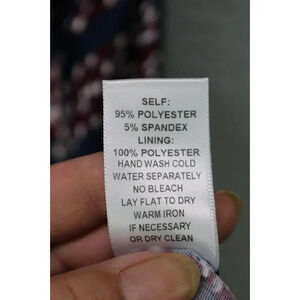 SELF:
95% POLYESTER
5% SPANDEX
LINING:
100% POLYESTER
HAND WASH COLD
WATER SEPARATELY
NO BLEACH
LAY FLAT TO DRY
WARM IRON
IF NECESSARY
OR DRY CLEAN